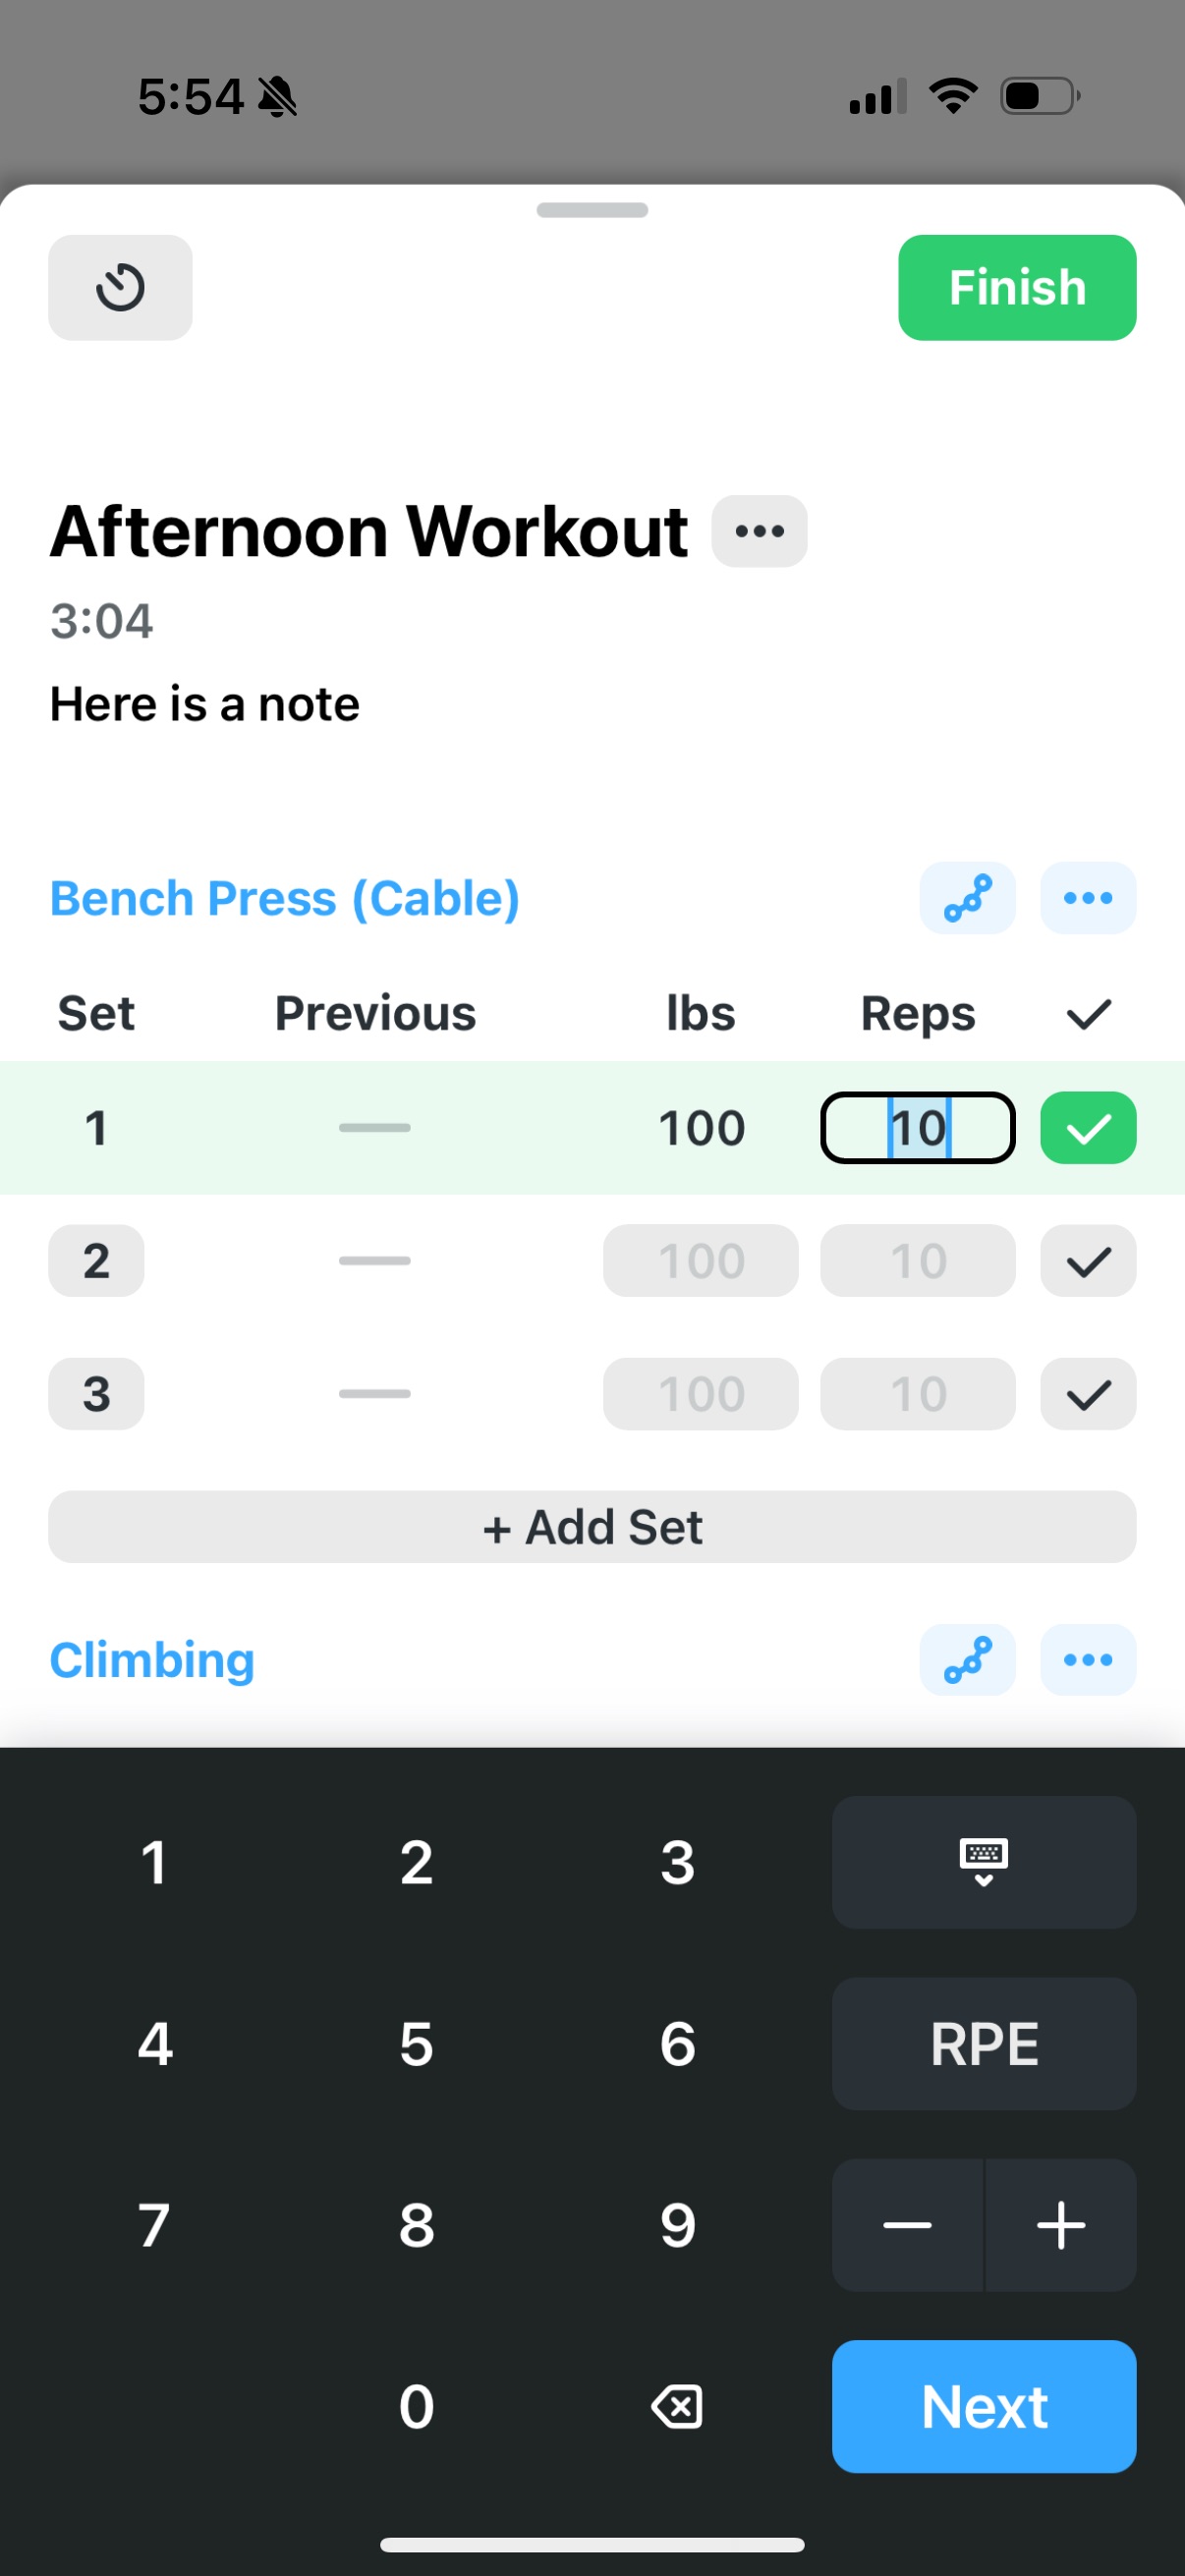 5:54
Finish
Afternoon Workout
3:04
Here is a note
Bench Press (Cable)
Set Previous lbs Reps
1 100 10
2 100 10
3 100 10
+ Add Set
Climbing
1 2 3
4 5 6 RPE
7 8 9 — +
0 Next